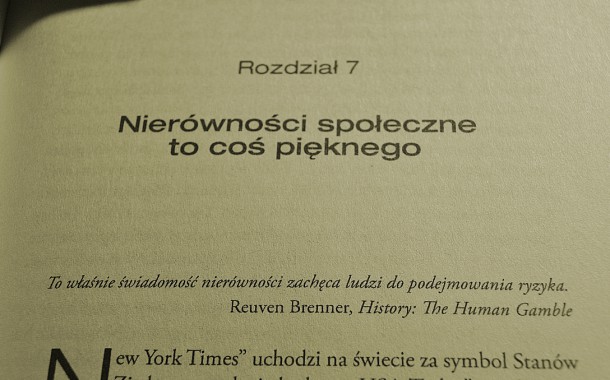 Rozdział 7
Nierówności społeczne
to coś pięknego
To właśnie świadomość nierówności zachęca ludzi do podejmowania ryzyka.
Reuven Brenner, History: The Human Gamble
New York Times” uchodzi na świecie za symbol Stanów